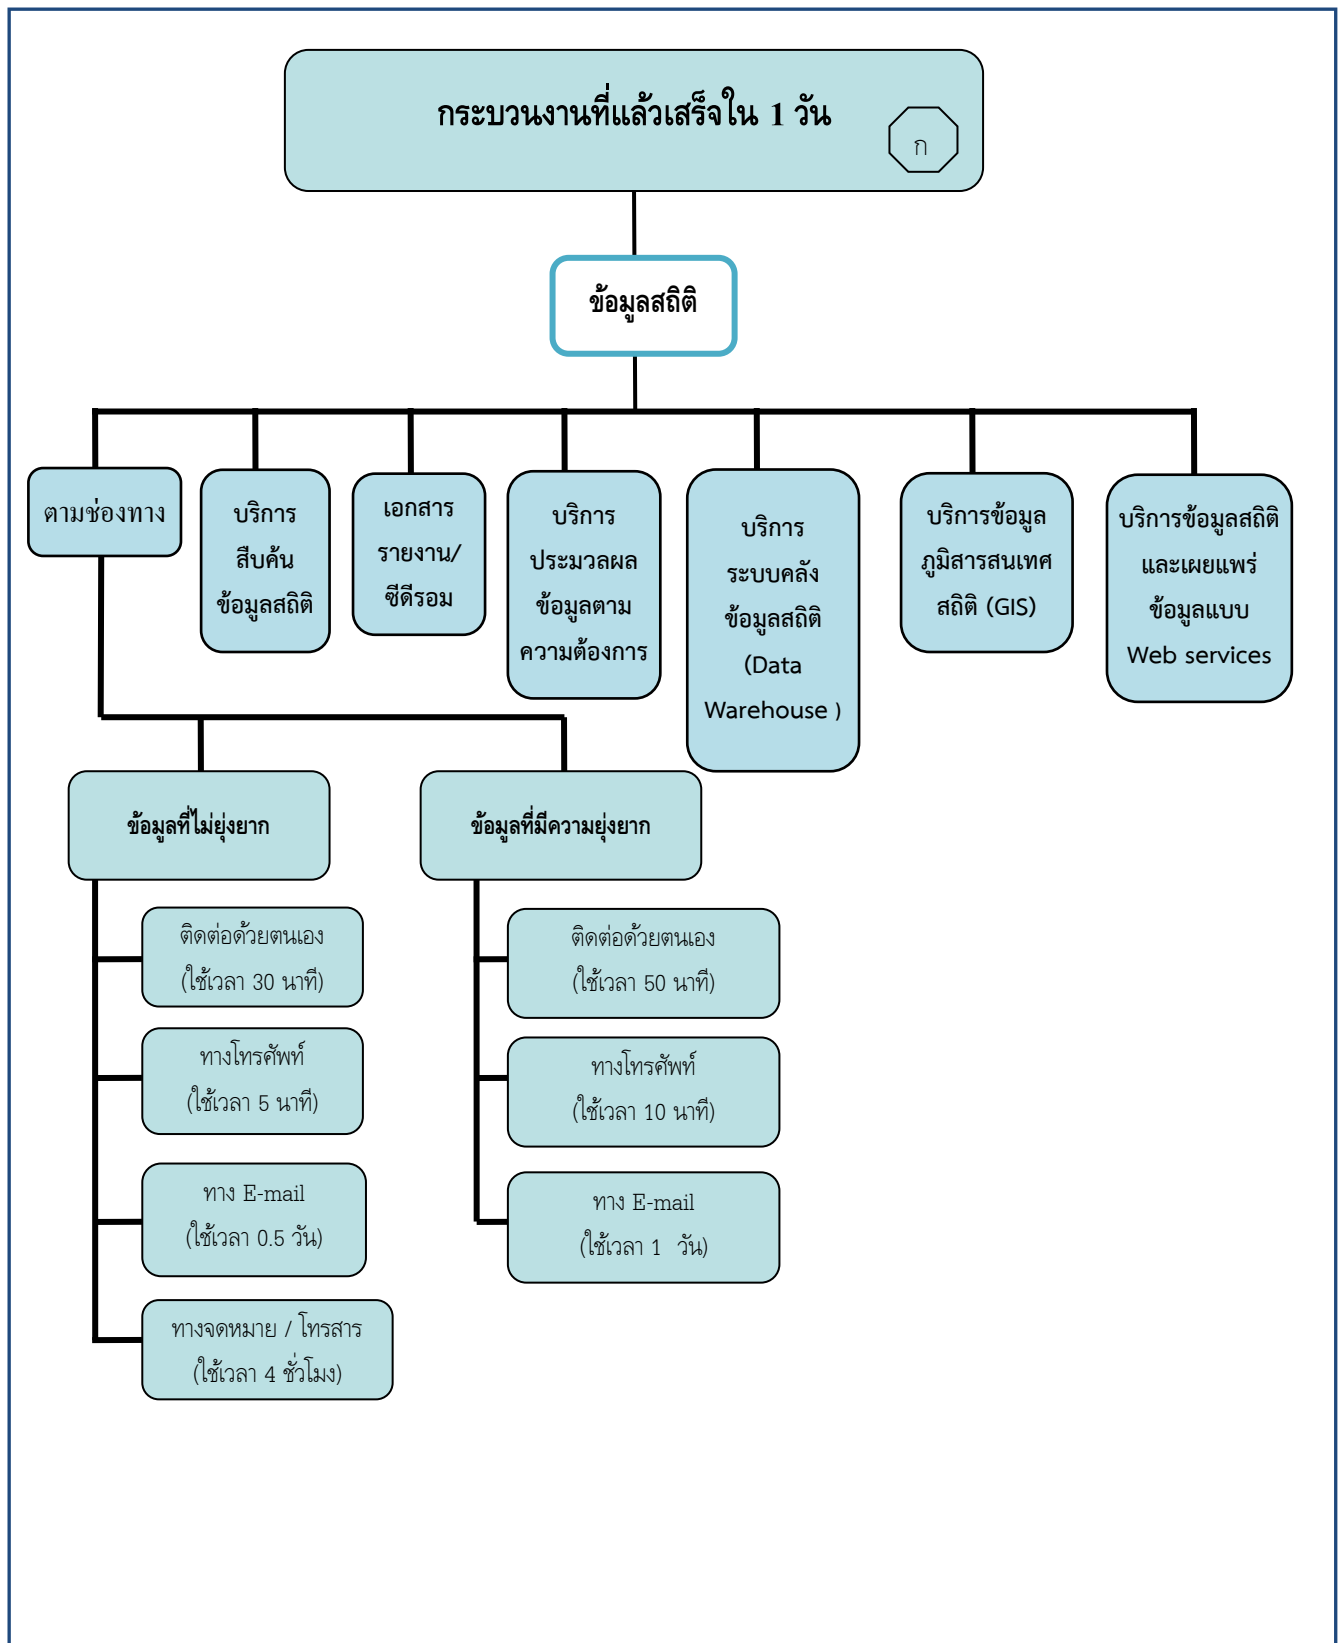 กระบวนงานที่แล้วเสร็จใน 1 วัน
ก
ข้อมูลสถิติ
ตามช่องทาง
บริการ
สืบค้น
ข้อมูลสถิติ
เอกสาร
รายงาน/
ซีดีรอม
บริการ
ประมวลผล
ข้อมูลตาม
ความต้องการ
บริการ
ระบบคลัง
ข้อมูลสถิติ
(Data
Warehouse )
บริการข้อมูล
ภูมิสารสนเทศ
สถิติ (GIS)
บริการข้อมูลสถิติ
และเผยแพร่
ข้อมูลแบบ
Web services
ข้อมูลที่ไม่ยุ่งยาก
ติดต่อด้วยตนเอง
(ใช้เวลา 30 นาที)
ทางโทรศัพท์
(ใช้เวลา 5 นาที)
ทาง E-mail
(ใช้เวลา 0.5 วัน)
ทางจดหมาย / โทรสาร
(ใช้เวลา 4 ชั่วโมง)
ข้อมูลที่มีความยุ่งยาก
ติดต่อด้วยตนเอง
(ใช้เวลา 50 นาที)
ทางโทรศัพท์
(ใช้เวลา 10 นาที)
ทาง E-mail
(ใช้เวลา 1 วัน)